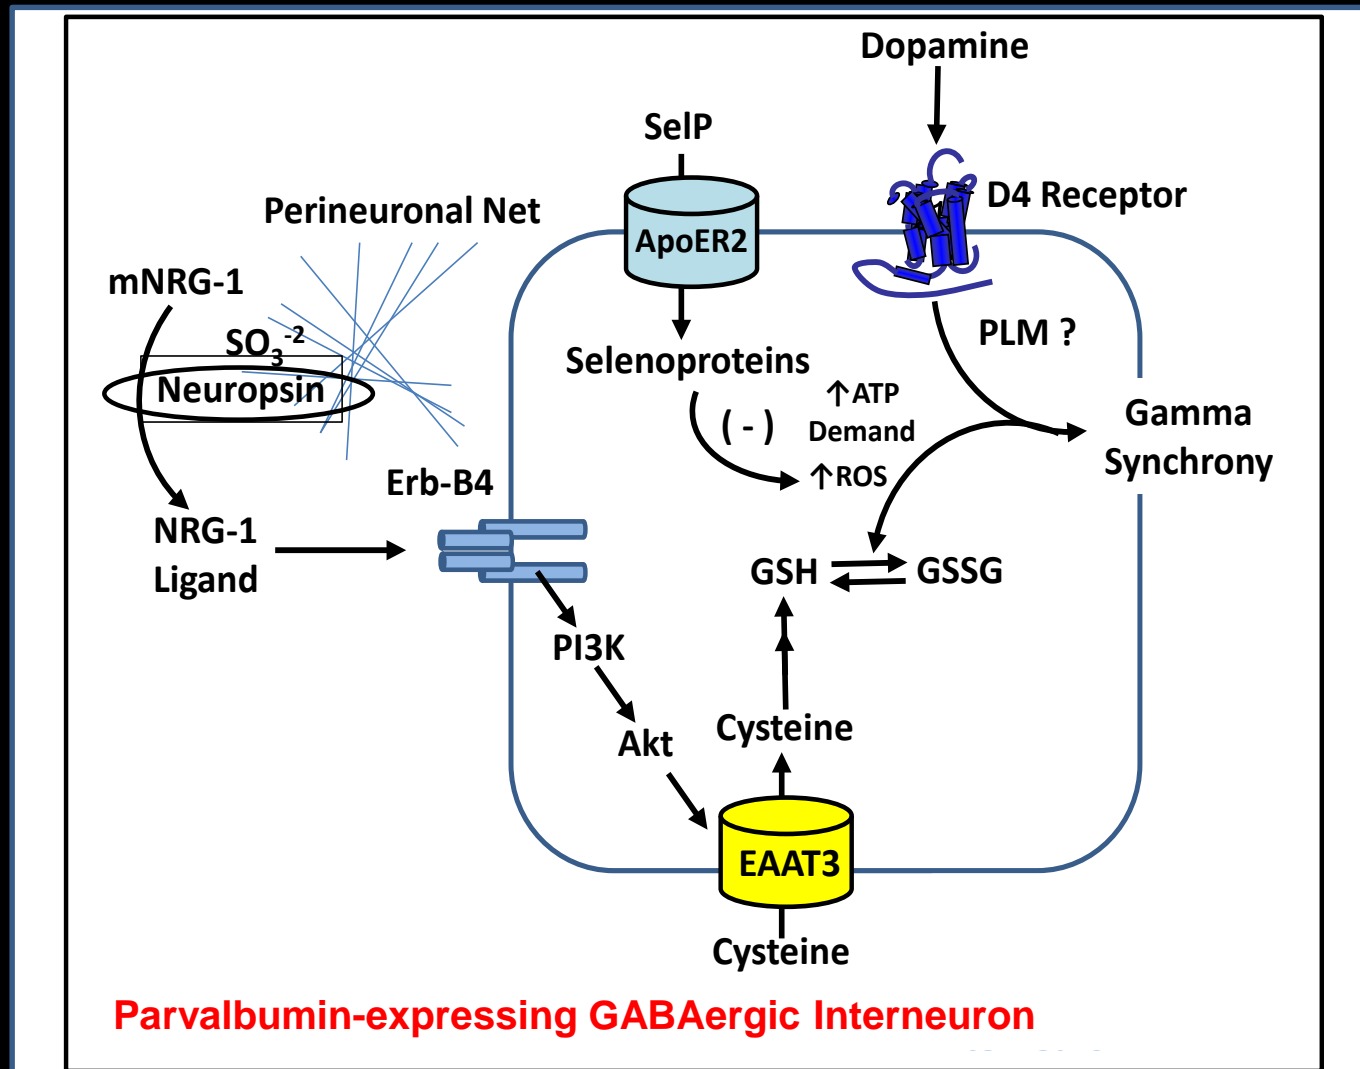 Dopamine
SelP
D4 Receptor
Perineuronal Net
ApoER2
mNRG-1
SO₃⁻²
PLM ?
Neuropsin
Selenoproteins
↑ATP
Demand
( - )
↑ROS
Gamma
Synchrony
Erb-B4
NRG-1
Ligand
GSH
GSSG
PI3K
Akt
Cysteine
EAAT3
Cysteine
Parvalbumin-expressing GABAergic Interneuron